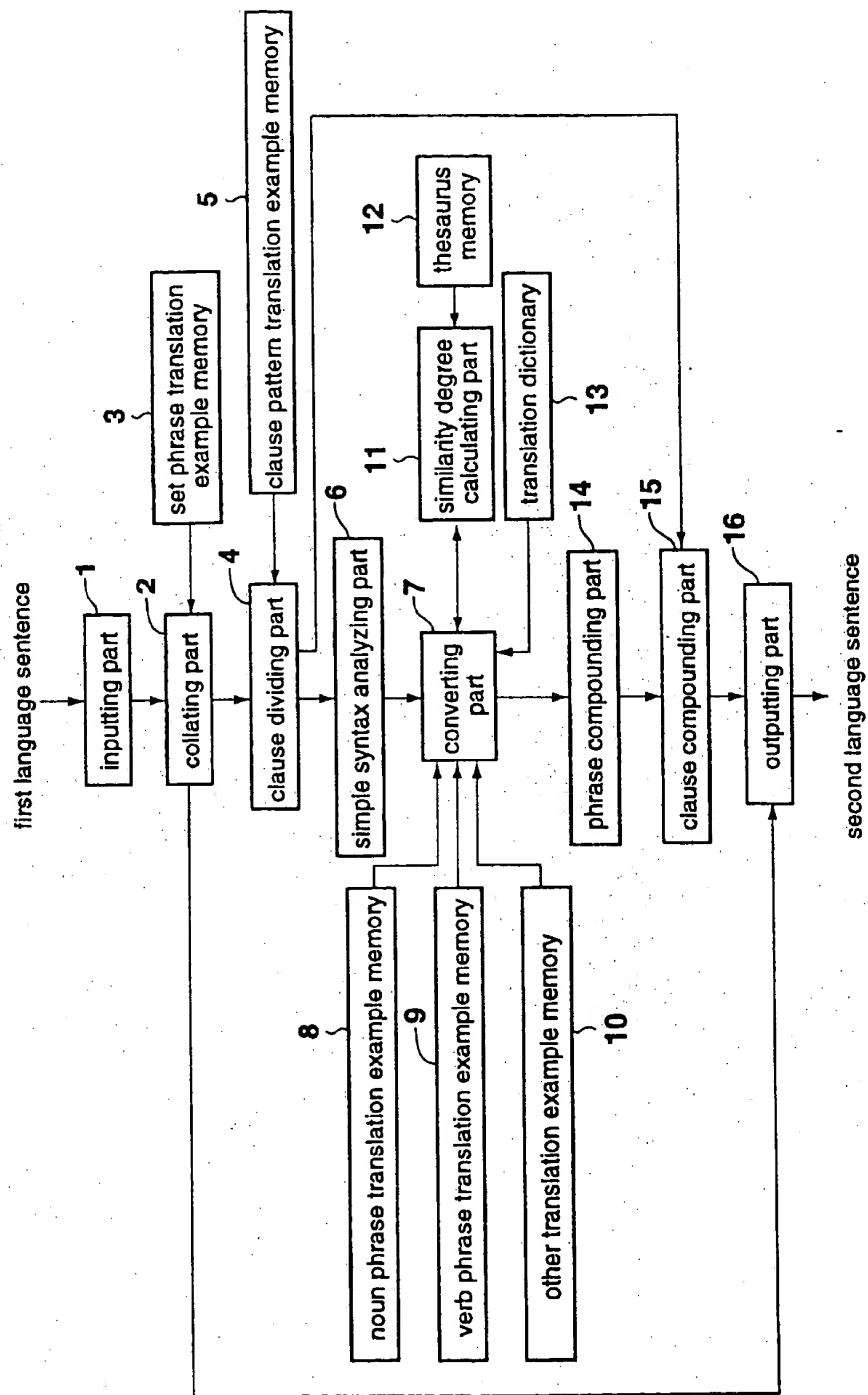 first language sentence
1
inputting part
2
collating part
3
set phrase translation
example memory
4
clause dividing part
5
clause pattern translation example memory
6
simple syntax analyzing part
7
converting
part
8
noun phrase translation example memory
9
verb phrase translation example memory
10
other translation example memory
11
similarity degree
calculating part
12
thesaurus
memory
13
translation dictionary
14
phrase compounding part
15
clause compounding part
16
outputting part
second language sentence